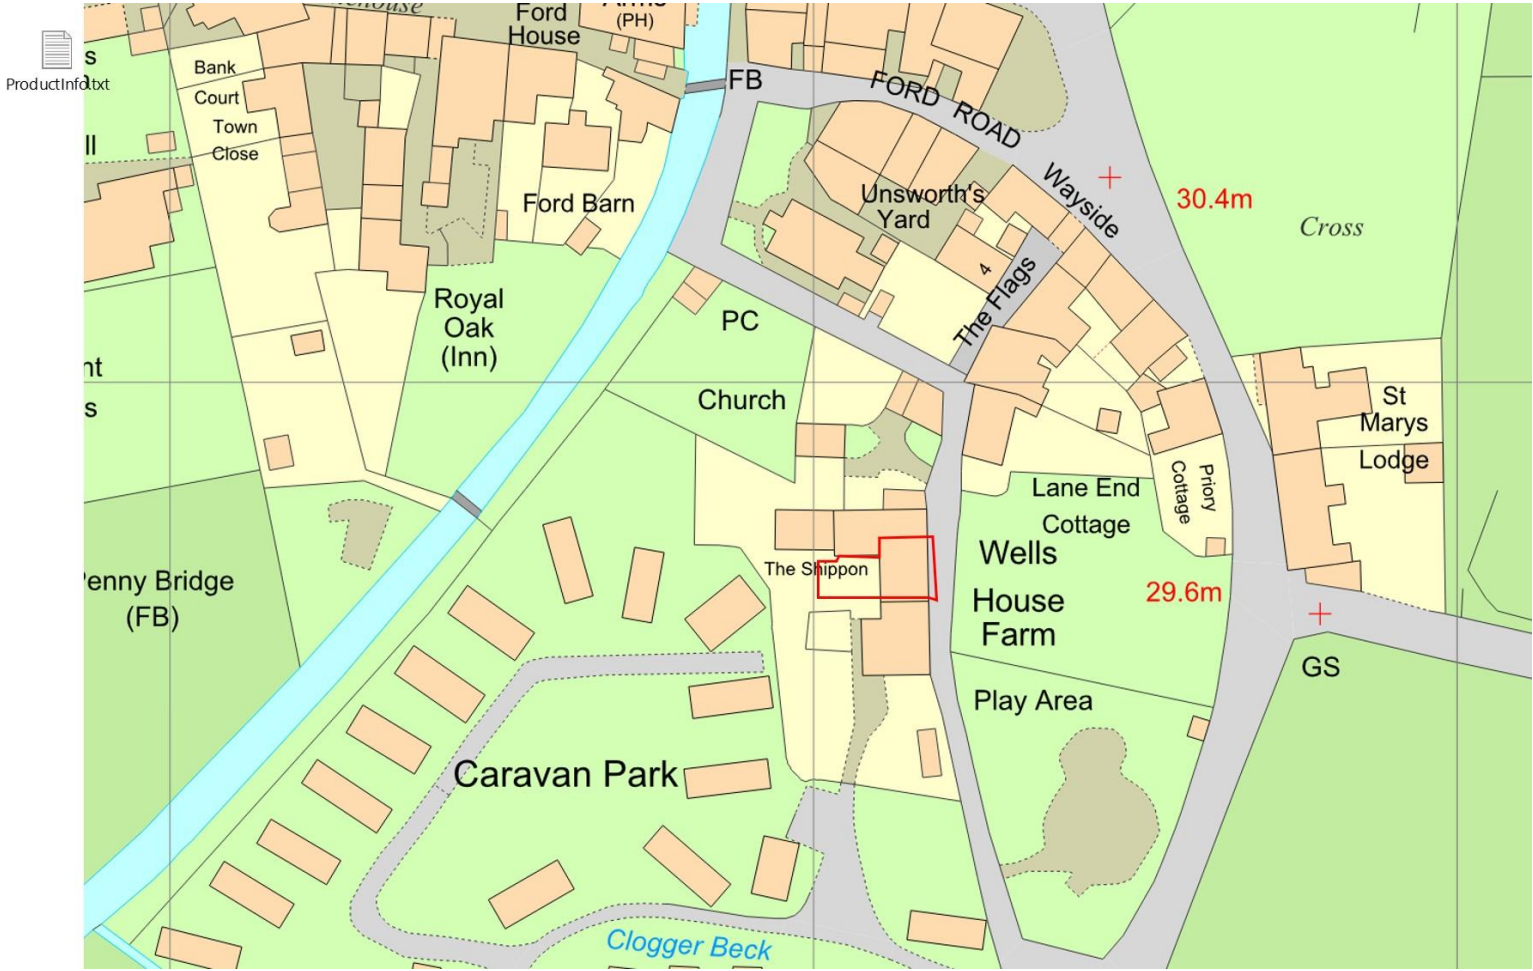 ProductInfo.txt
Ford
House
(PH)
FB
FORD ROAD
Bank
Court
Town
Close
ll
Ford Barn
Unsworth's
Yard
Wayside
30.4m
Cross
4
The Flags
Royal
Oak
(Inn)
PC
Church
St
Marys
Lodge
Lane End
Cottage
Priory
Cottage
Wells
House
Farm
The Shippon
29.6m
Penny Bridge
(FB)
GS
Play Area
Caravan Park
Clogger Beck